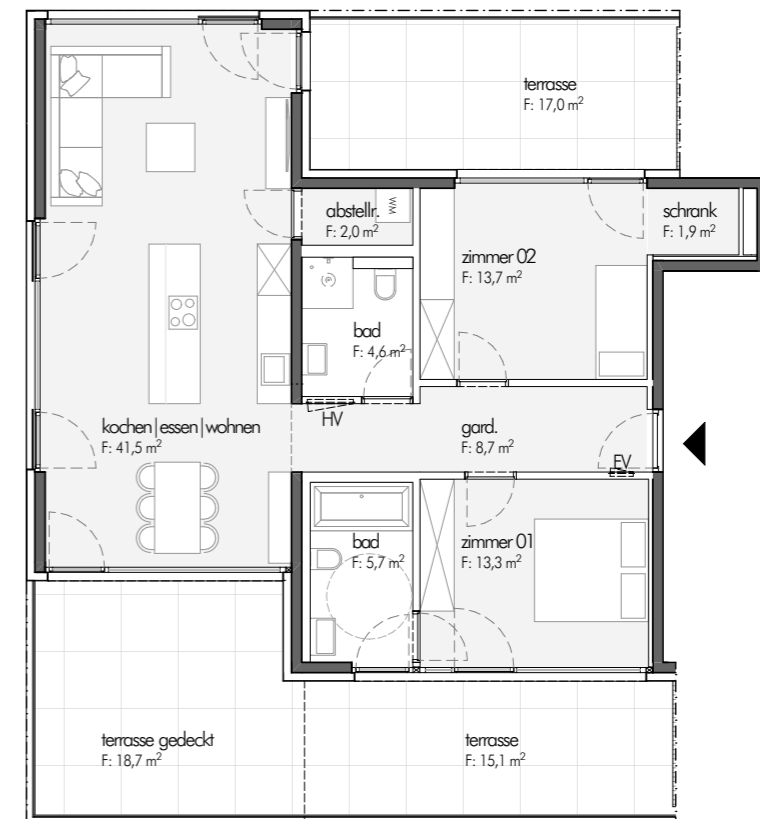 terrasse
F: 17,0 m²
abstellr.
F: 2,0 m²
WM
schrank
F: 1,9 m²
zimmer 02
F: 13,7 m²
bad
F: 4,6 m²
HV
kochen|essen|wohnen
F: 41,5 m²
gard.
F: 8,7 m²
EV
bad
F: 5,7 m²
zimmer 01
F: 13,3 m²
terrasse gedeckt
F: 18,7 m²
terrasse
F: 15,1 m²